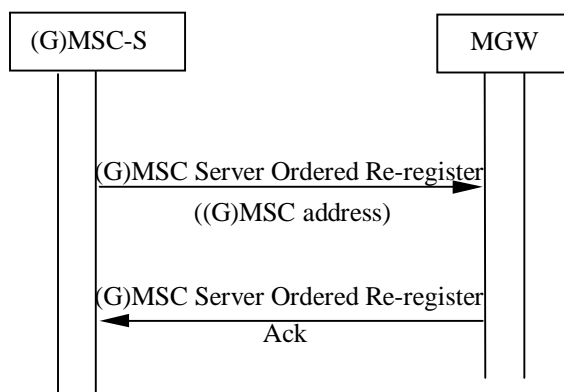 (G)MSC-S
MGW
(G)MSC Server Ordered Re-register
((G)MSC address)
(G)MSC Server Ordered Re-register
Ack